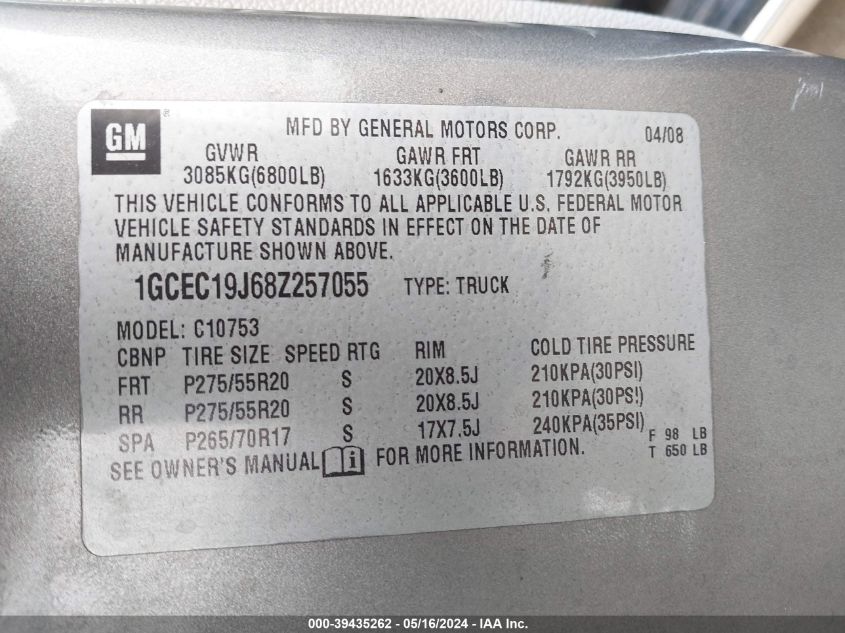 GM
MFD BY GENERAL MOTORS CORP. 04/08
GVWR GAWR FRT GAWR RR
3085KG(6800LB) 1633KG(3600LB) 1792KG(3950LB)
THIS VEHICLE CONFORMS TO ALL APPLICABLE U.S. FEDERAL MOTOR
VEHICLE SAFETY STANDARDS IN EFFECT ON THE DATE OF
MANUFACTURE SHOWN ABOVE.
1GCEC19J68Z257055 TYPE: TRUCK
MODEL: C10753
CBNP TIRE SIZE SPEED RTG RIM COLD TIRE PRESSURE
FRT P275/55R20 S 20X8.5J 210KPA(30PSI)
RR P275/55R20 S 20X8.5J 210KPA(30PSI)
SPA P265/70R17 S 17X7.5J 240KPA(35PSI) F 98 LB
SEE OWNER'S MANUAL i FOR MORE INFORMATION. T 650 LB
000-39435262 - 05/16/2024 - IAA Inc.